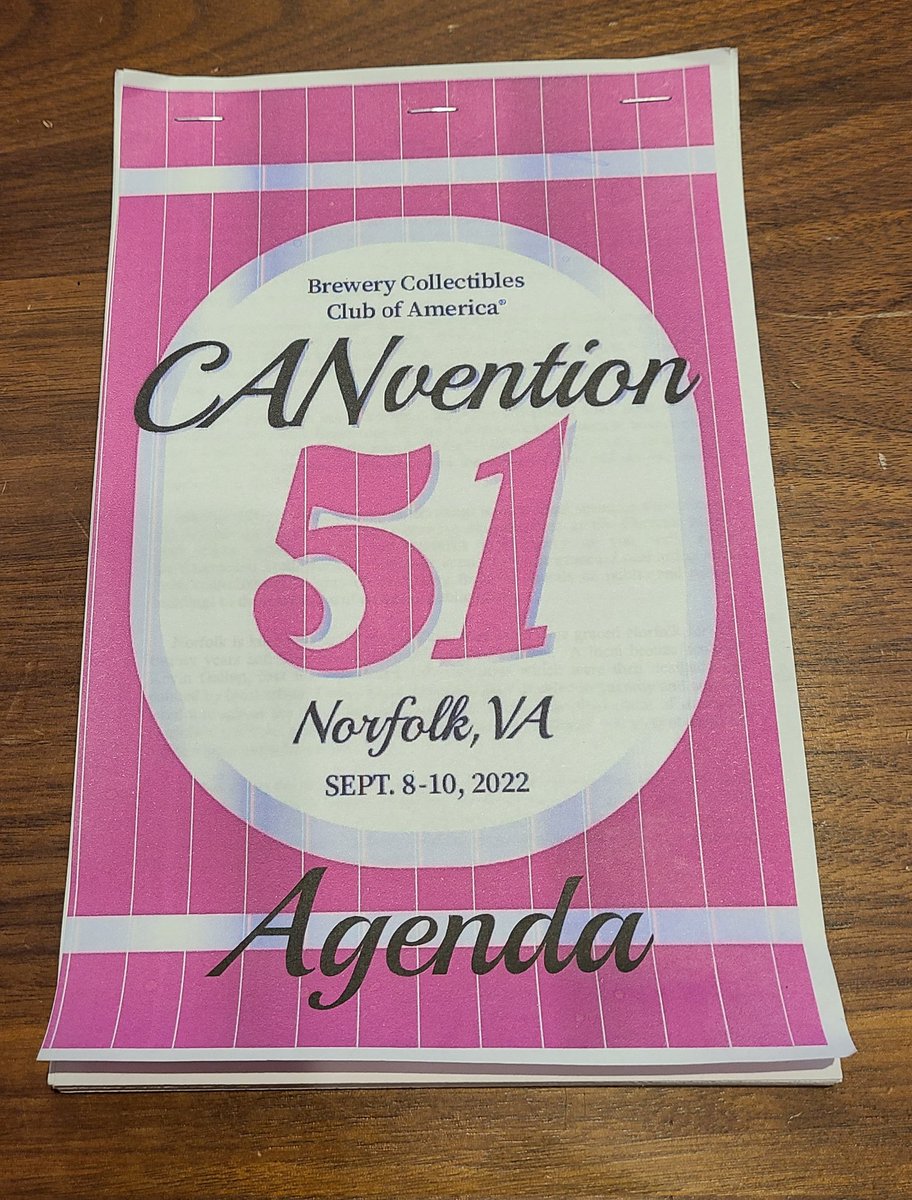 Brewery Collectibles
Club of America®
CANvention
51
Norfolk, VA
SEPT. 8-10, 2022
Agenda